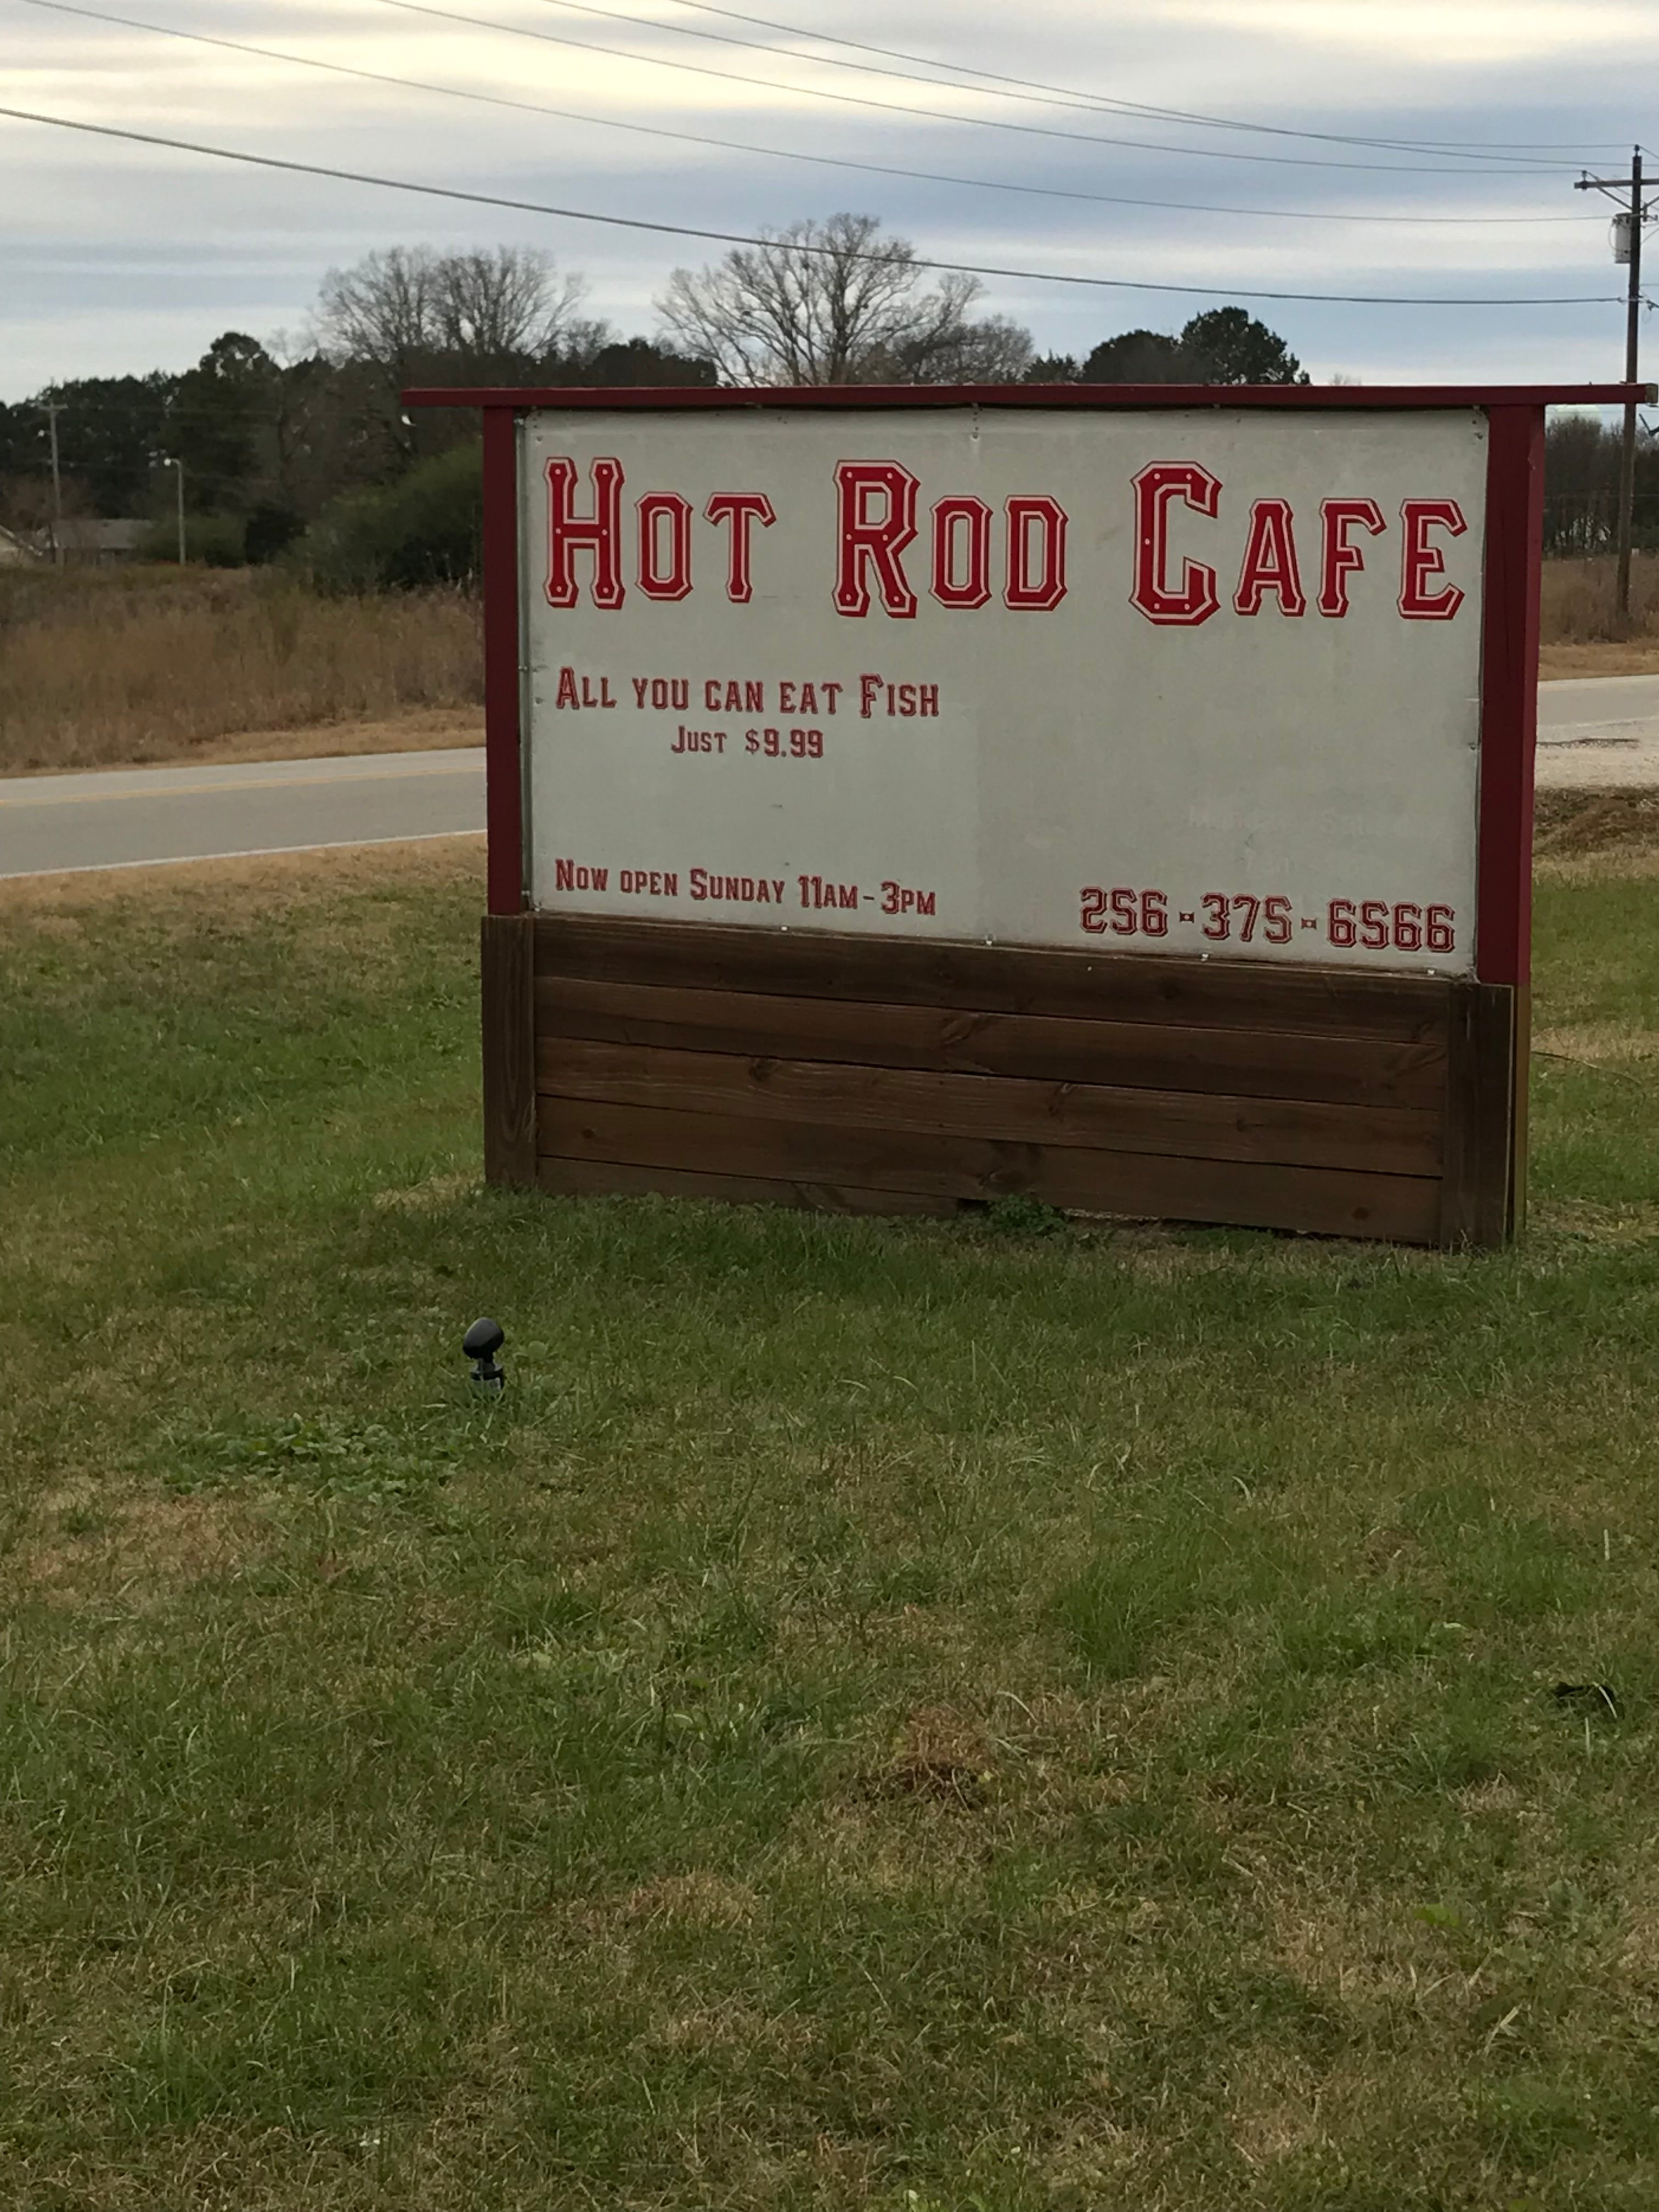 Hot Rod Cafe
All you can eat Fish
Just $9.99
Now open Sunday 11am-3pm
256-375-6566